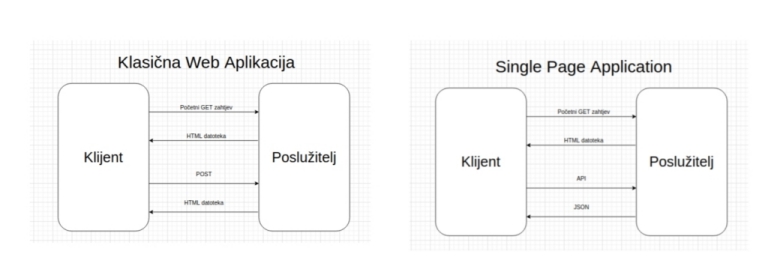 Klasična Web Aplikacija
Početni GET zahtjev
HTML datoteka
Klijent
Poslužitelj
POST
HTML datoteka
Single Page Application
Početni GET zahtjev
HTML datoteka
Klijent
Poslužitelj
API
JSON